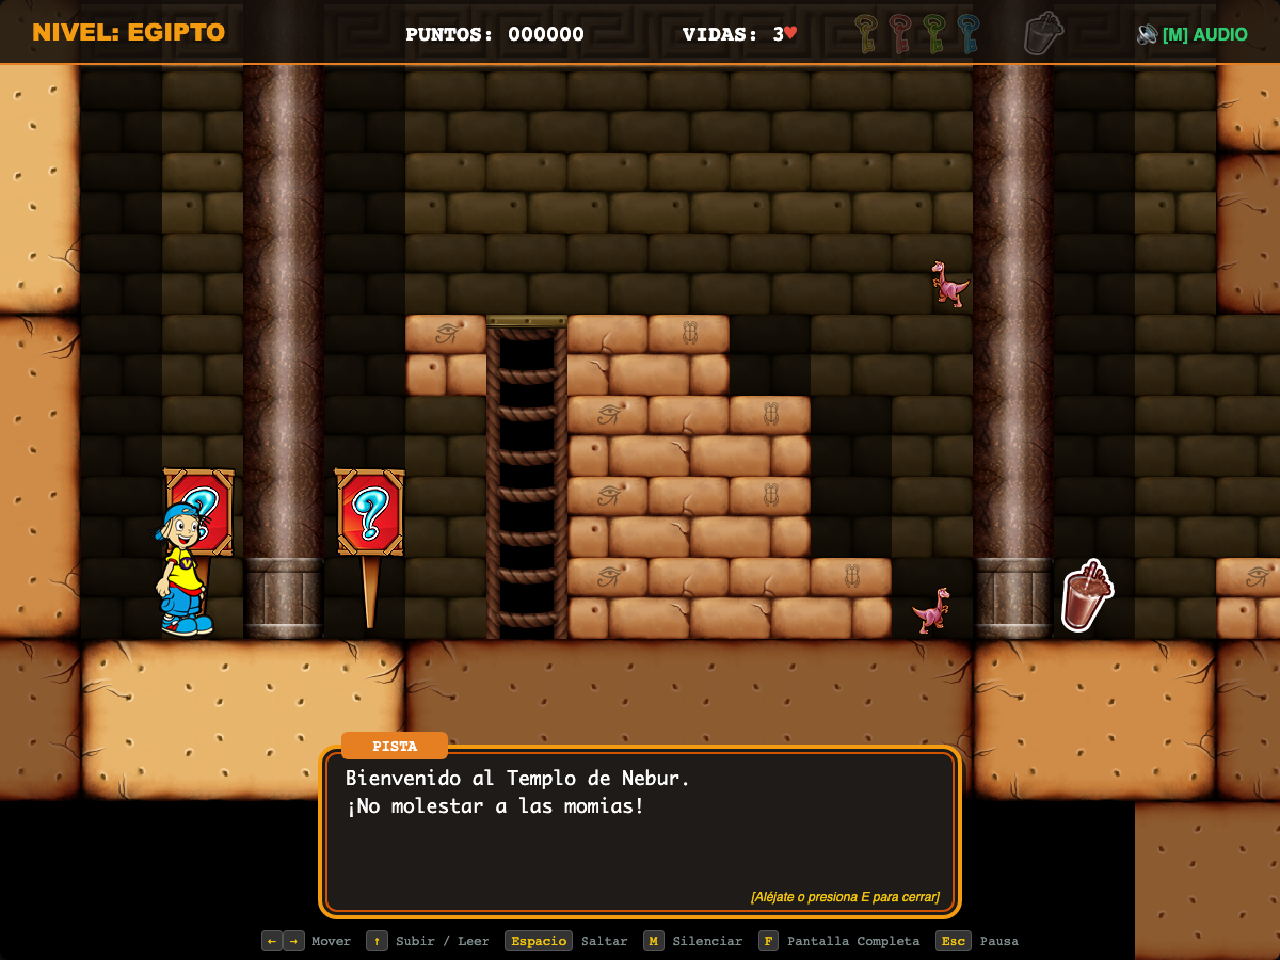 NIVEL: EGIPTO
PUNTOS: 000000
VIDAS: 3♥
[M] AUDIO
?
?
PISTA
Bienvenido al Templo de Nebur.
¡No molestar a las momias!
[Aléjate o presiona E para cerrar]
← → Mover ↑ Subir / Leer Espacio Saltar M Silenciar F Pantalla Completa Esc Pausa